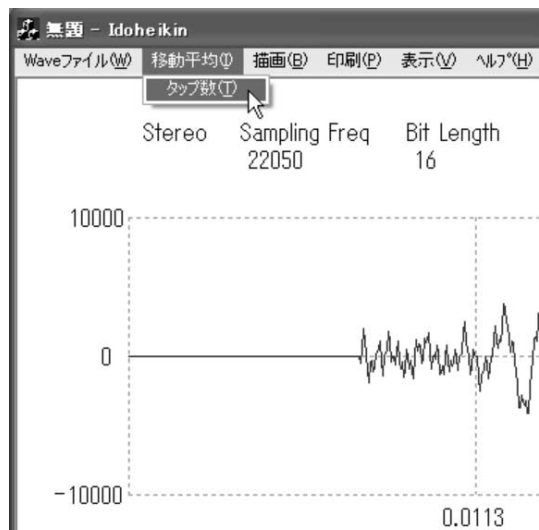 無題 - Idoheikin
Waveファイル(W) 移動平均(I) 描画(B) 印刷(P) 表示(V) ヘルプ(H)
タップ数(T)
Stereo Sampling Freq Bit Length
22050 16
10000
0
-10000
0.0113